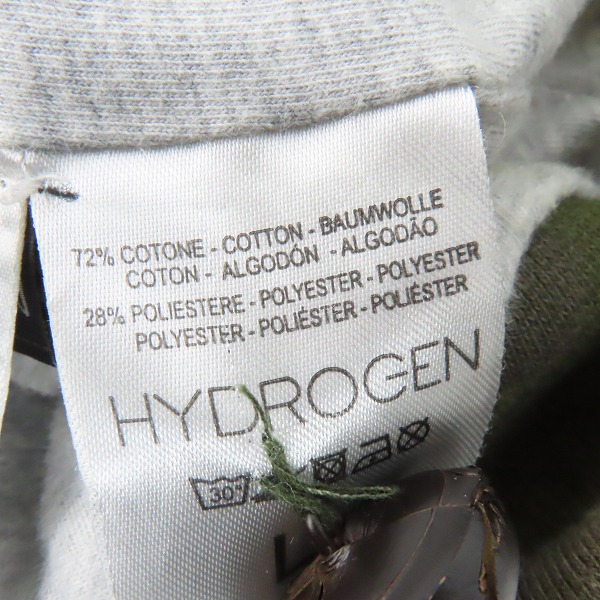 72% COTONE - COTTON - BAUMWOLLE
COTON - ALGODÓN - ALGODÃO
28% POLIESTERE - POLYESTER - POLYESTER
POLYESTER - POLIÉSTER - POLIÉSTER
HYDROGEN
30°